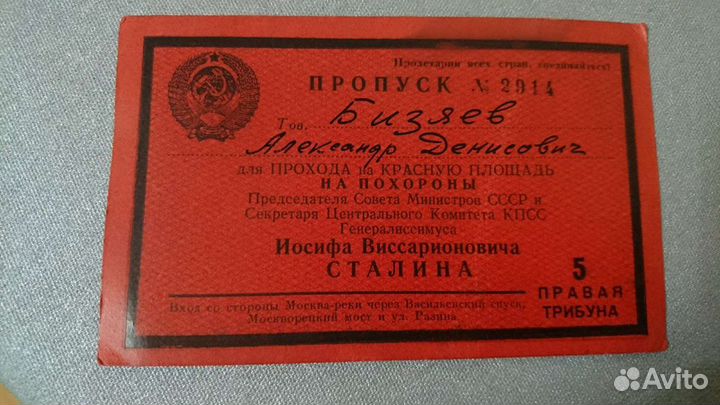 Пролетарии всех стран, соединяйтесь!
ПРОПУСК № 2914
Тов. Бизяев
Александр Денисович
для ПРОХОДА на КРАСНУЮ ПЛОЩАДЬ
НА ПОХОРОНЫ
Председателя Совета Министров СССР и
Секретаря Центрального Комитета КПСС
Генералиссимуса
Иосифа Виссарионовича
СТАЛИНА
5
ПРАВАЯ
ТРИБУНА
Вход со стороны Москва-реки через Васильевский спуск,
Москворецкий мост и ул. Разина.
Avito